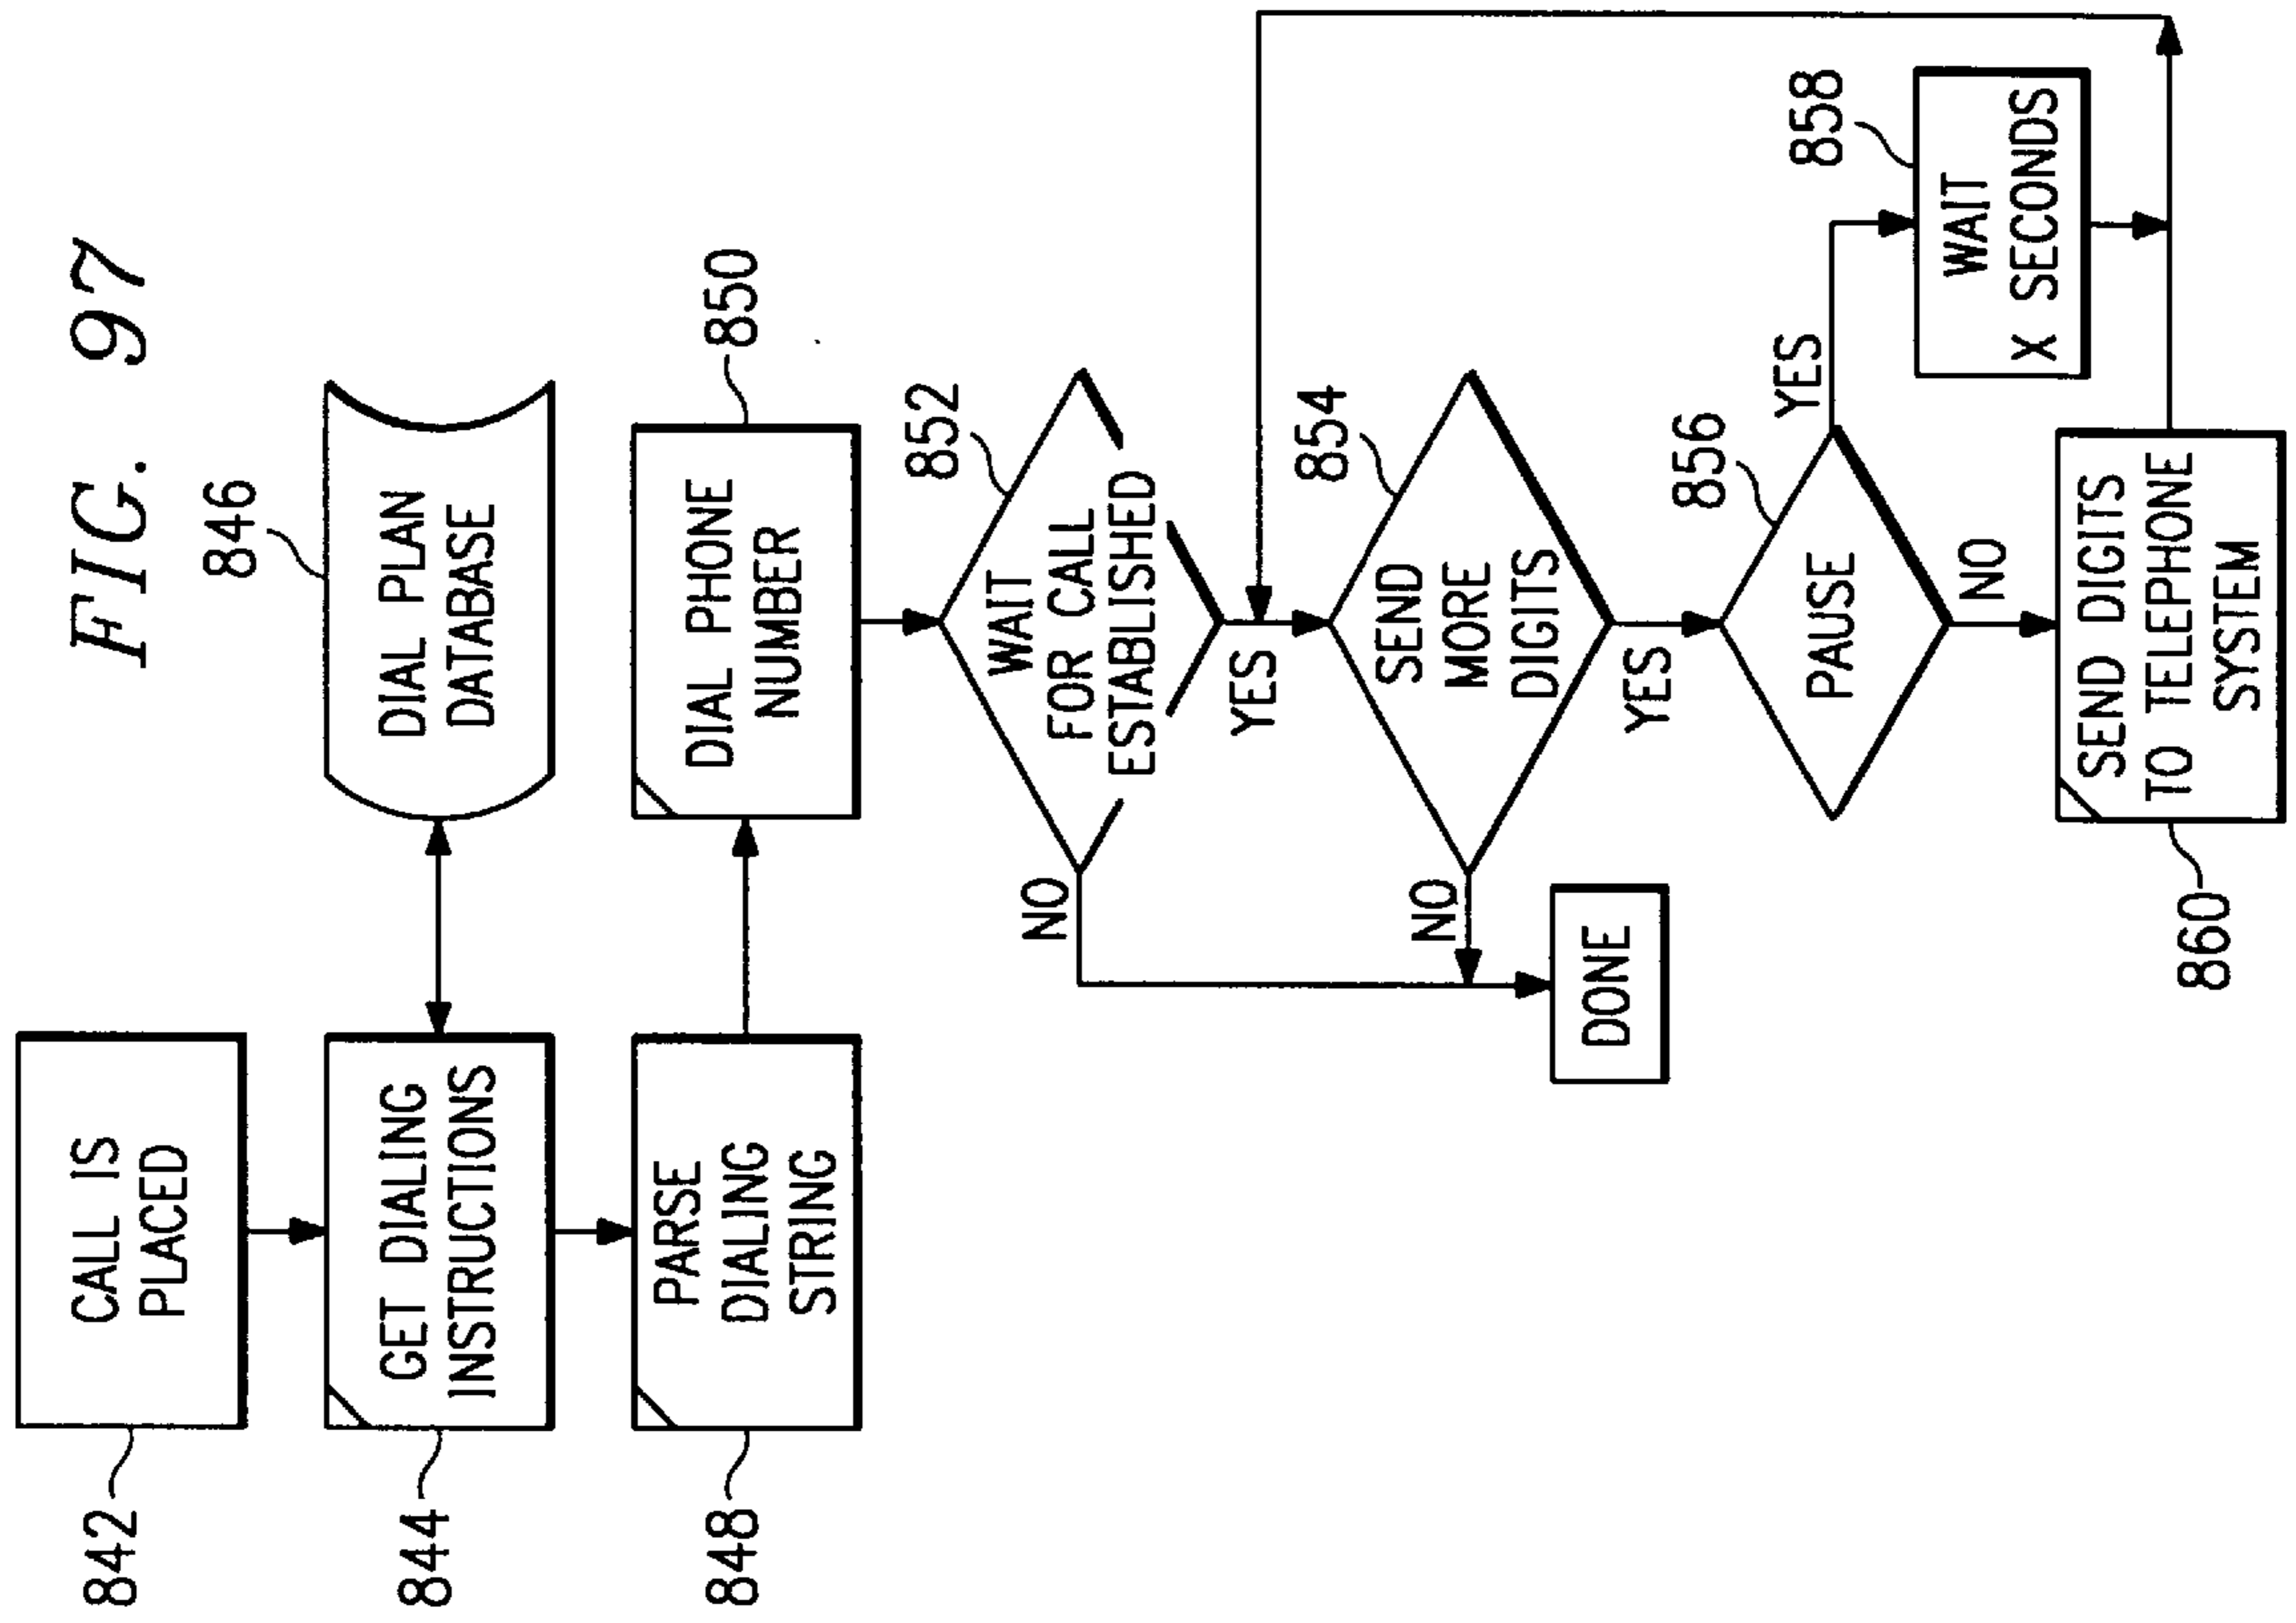 FIG. 97
842
CALL IS
PLACED
844
GET DIALING
INSTRUCTIONS
846
DIAL PLAN
DATABASE
848
PARSE
DIALING
STRING
850
DIAL PHONE
NUMBER
852
WAIT
FOR CALL
ESTABLISHED
NO
YES
854
SEND
MORE
DIGITS
NO
YES
DONE
856
PAUSE
YES
NO
858
WAIT
X SECONDS
860
SEND DIGITS
TO TELEPHONE
SYSTEM